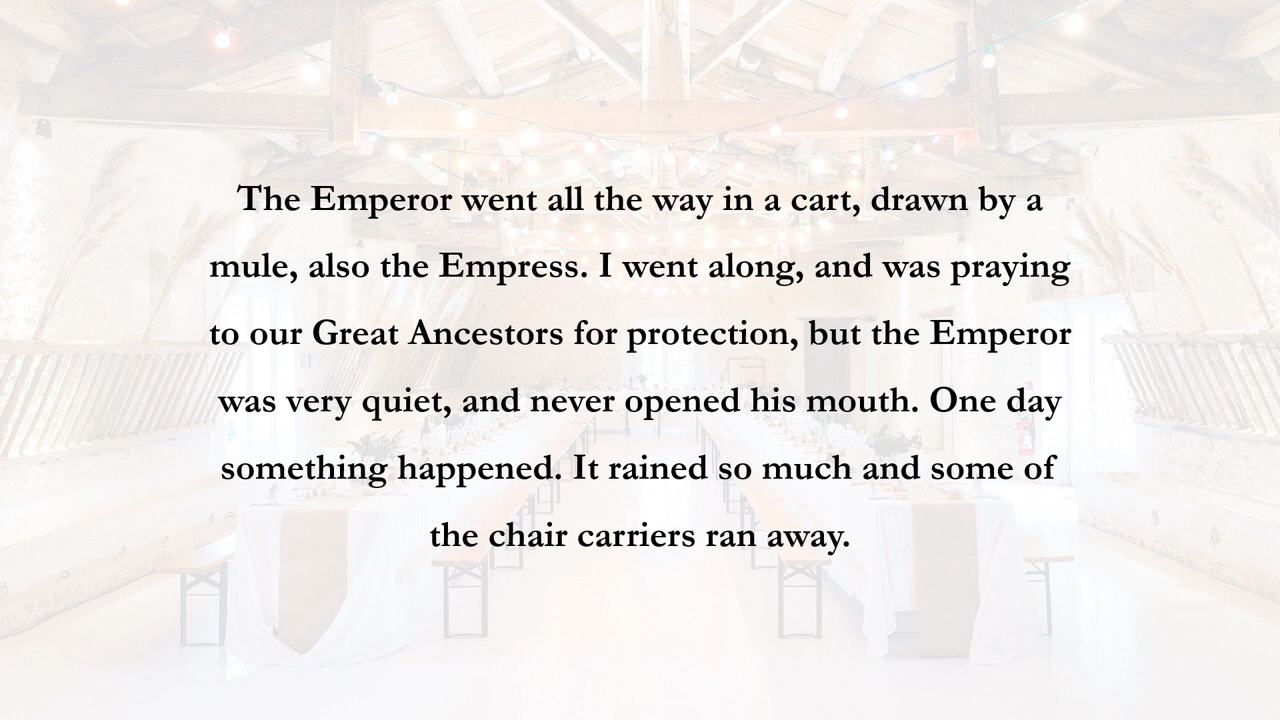 The Emperor went all the way in a cart, drawn by a
mule, also the Empress. I went along, and was praying
to our Great Ancestors for protection, but the Emperor
was very quiet, and never opened his mouth. One day
something happened. It rained so much and some of
the chair carriers ran away.